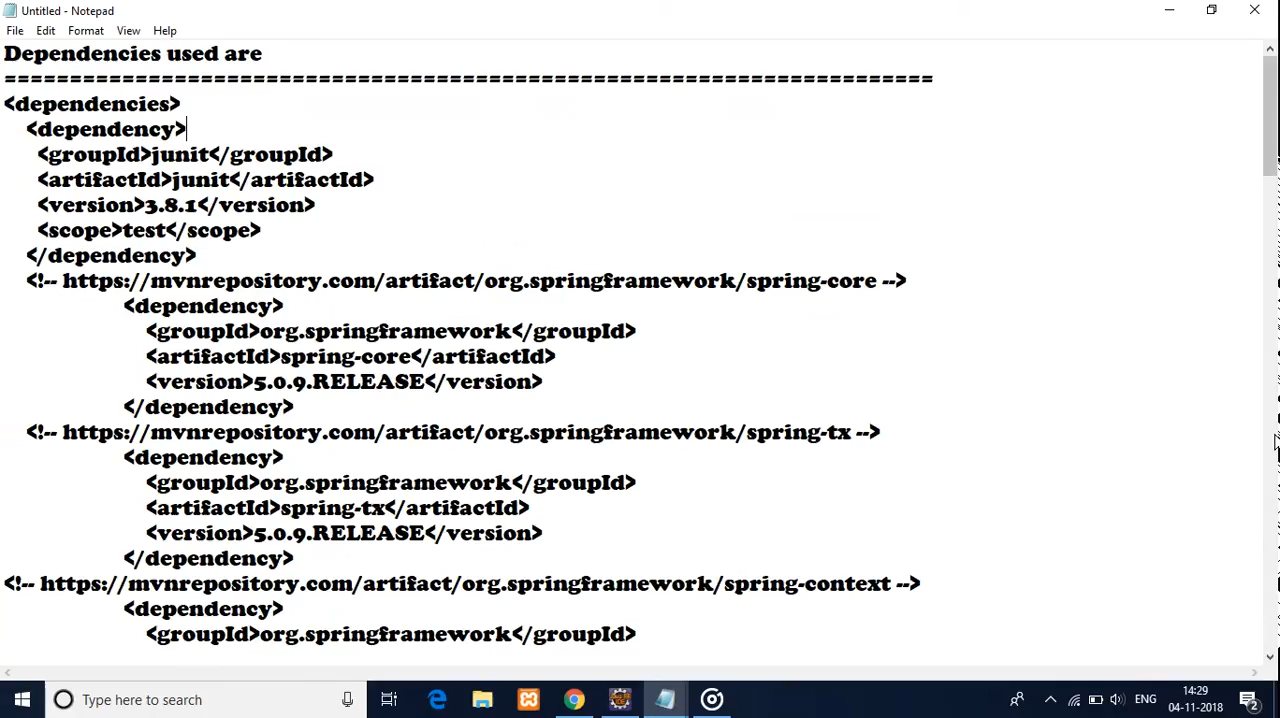 Untitled - Notepad
File Edit Format View Help
Dependencies used are
=======================================================================
<dependencies>
<dependency>
<groupId>junit</groupId>
<artifactId>junit</artifactId>
<version>3.8.1</version>
<scope>test</scope>
</dependency>
<!-- https://mvnrepository.com/artifact/org.springframework/spring-core -->
<dependency>
<groupId>org.springframework</groupId>
<artifactId>spring-core</artifactId>
<version>5.0.9.RELEASE</version>
</dependency>
<!-- https://mvnrepository.com/artifact/org.springframework/spring-tx -->
<dependency>
<groupId>org.springframework</groupId>
<artifactId>spring-tx</artifactId>
<version>5.0.9.RELEASE</version>
</dependency>
<!-- https://mvnrepository.com/artifact/org.springframework/spring-context -->
<dependency>
<groupId>org.springframework</groupId>
Type here to search
ENG
14:29
04-11-2018
2